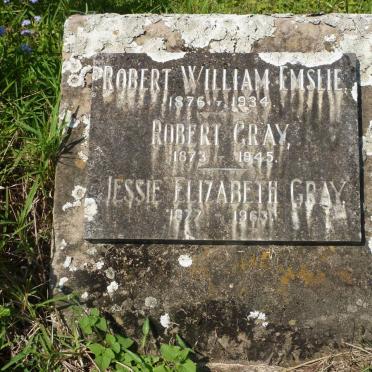 ROBERT WILLIAM EMSLIE.
1876 - 1934.
ROBERT GRAY,
1873 - 1945.
JESSIE ELIZABETH GRAY,
1877 - 1963.